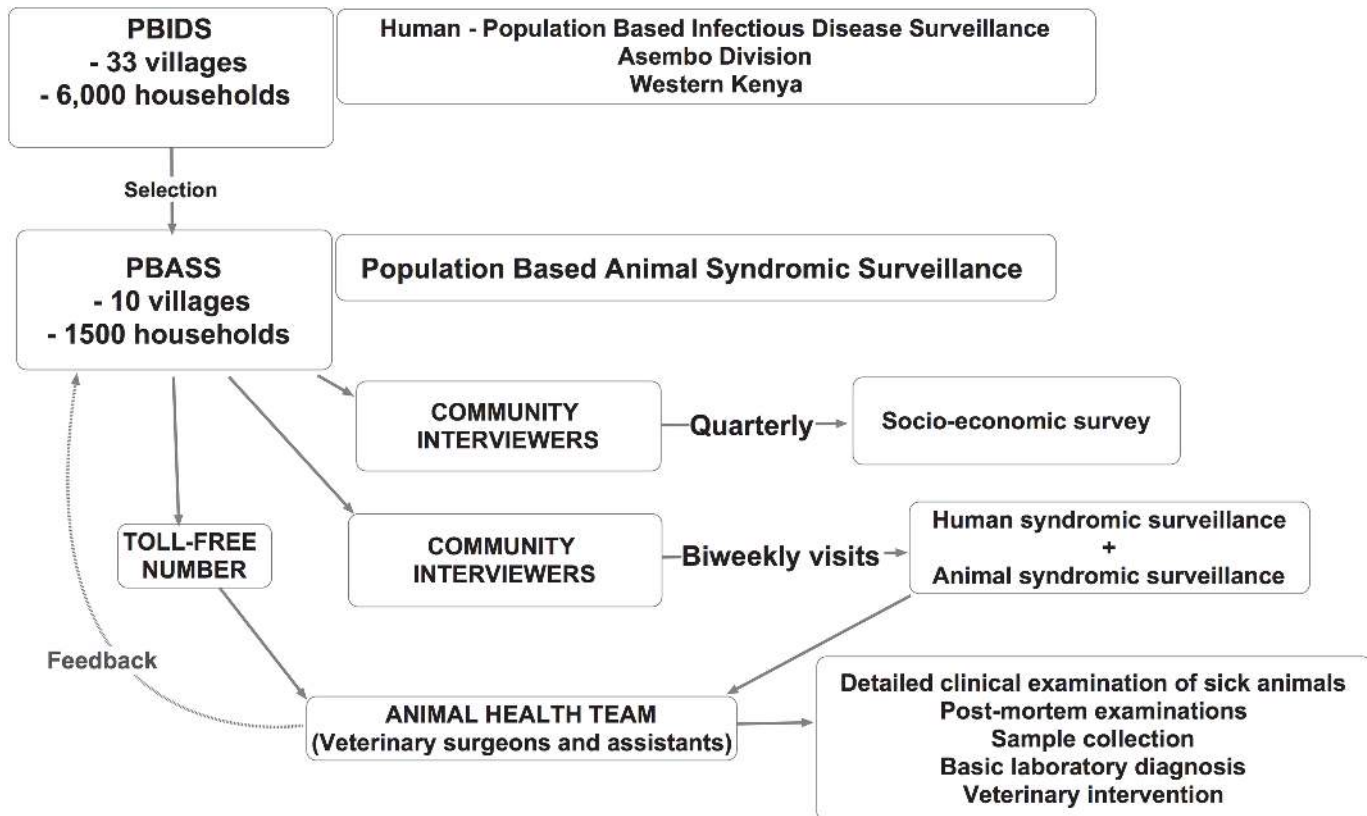 PBIDS
- 33 villages
- 6,000 households
Human - Population Based Infectious Disease Surveillance
Asembo Division
Western Kenya
Selection
PBASS
- 10 villages
- 1500 households
Population Based Animal Syndromic Surveillance
COMMUNITY
INTERVIEWERS
Quarterly
Socio-economic survey
TOLL-FREE
NUMBER
COMMUNITY
INTERVIEWERS
Biweekly visits
Human syndromic surveillance
+
Animal syndromic surveillance
Feedback
ANIMAL HEALTH TEAM
(Veterinary surgeons and assistants)
Detailed clinical examination of sick animals
Post-mortem examinations
Sample collection
Basic laboratory diagnosis
Veterinary intervention